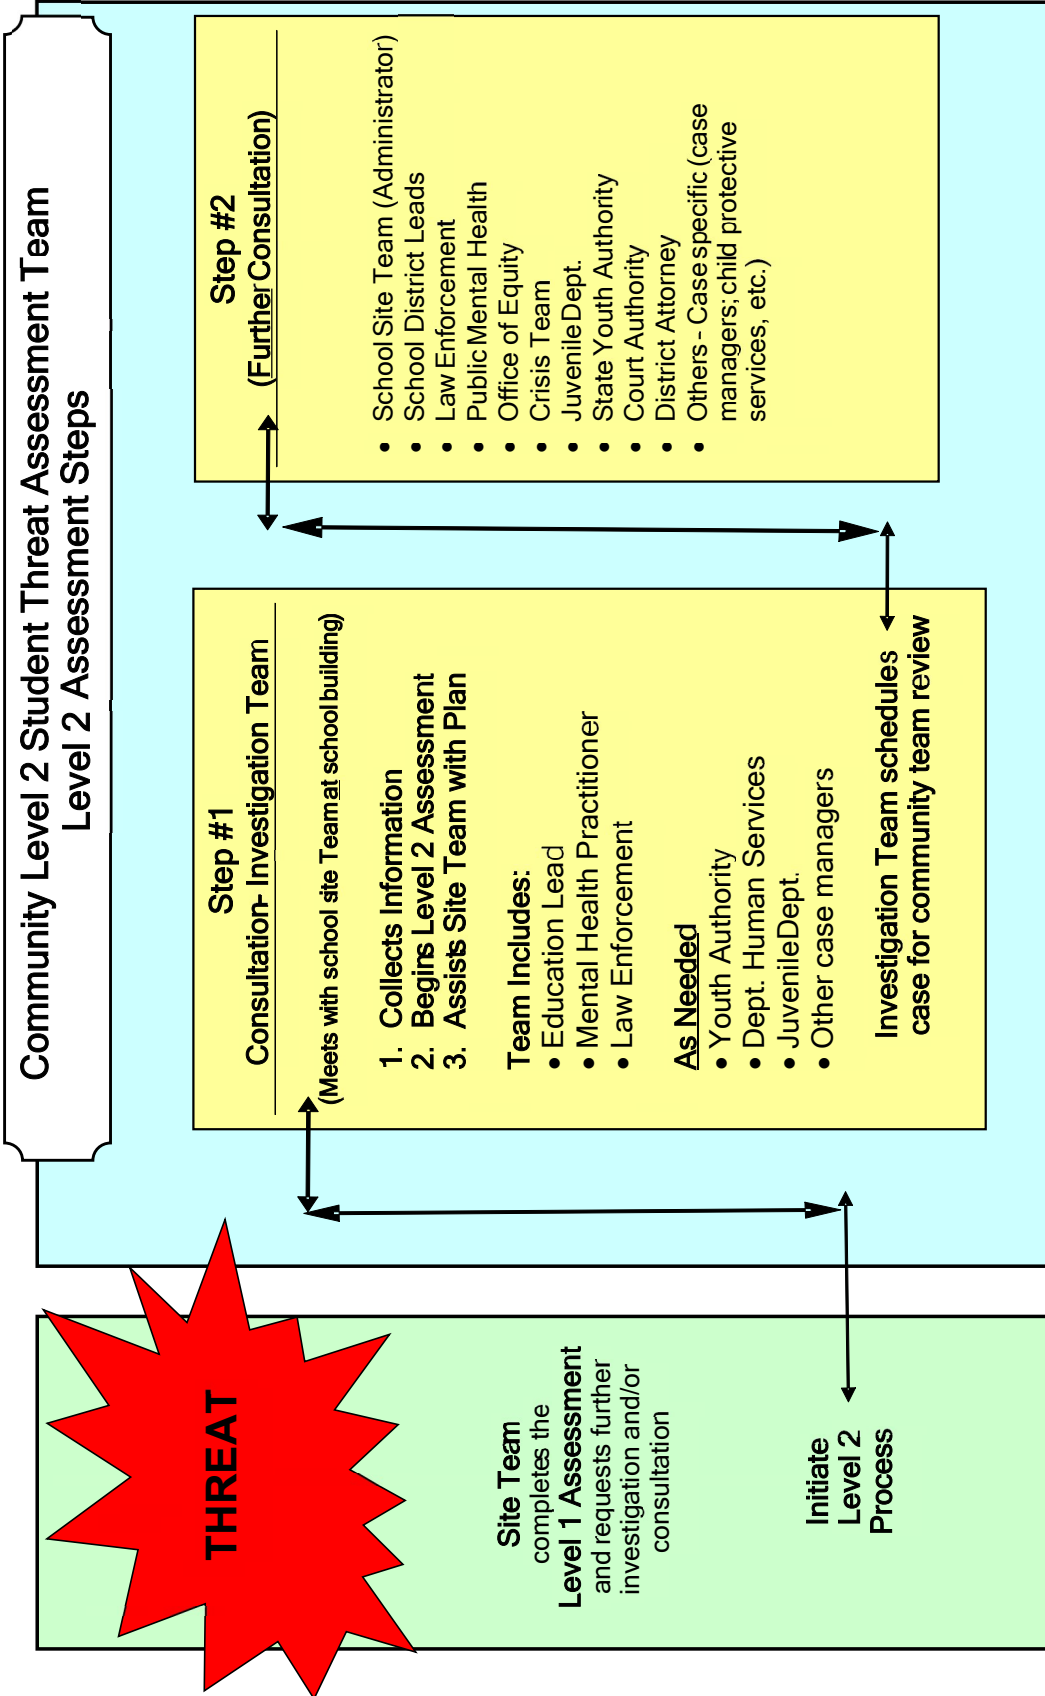 Community Level 2 Student Threat Assessment Team
Level 2 Assessment Steps
THREAT
Site Team
completes the
Level 1 Assessment
and requests further
investigation and/or
consultation
Initiate
Level 2
Process
Step #1
Consultation- Investigation Team
(Meets with school site Team at school building)
1. Collects Information
2. Begins Level 2 Assessment
3. Assists Site Team with Plan
Team Includes:
• Education Lead
• Mental Health Practitioner
• Law Enforcement
As Needed
• Youth Authority
• Dept. Human Services
• Juvenile Dept.
• Other case managers
Investigation Team schedules
case for community team review
Step #2
(Further Consultation)
• School Site Team (Administrator)
• School District Leads
• Law Enforcement
• Public Mental Health
• Office of Equity
• Crisis Team
• Juvenile Dept.
• State Youth Authority
• Court Authority
• District Attorney
• Others - Case specific (case
managers; child protective
services, etc.)